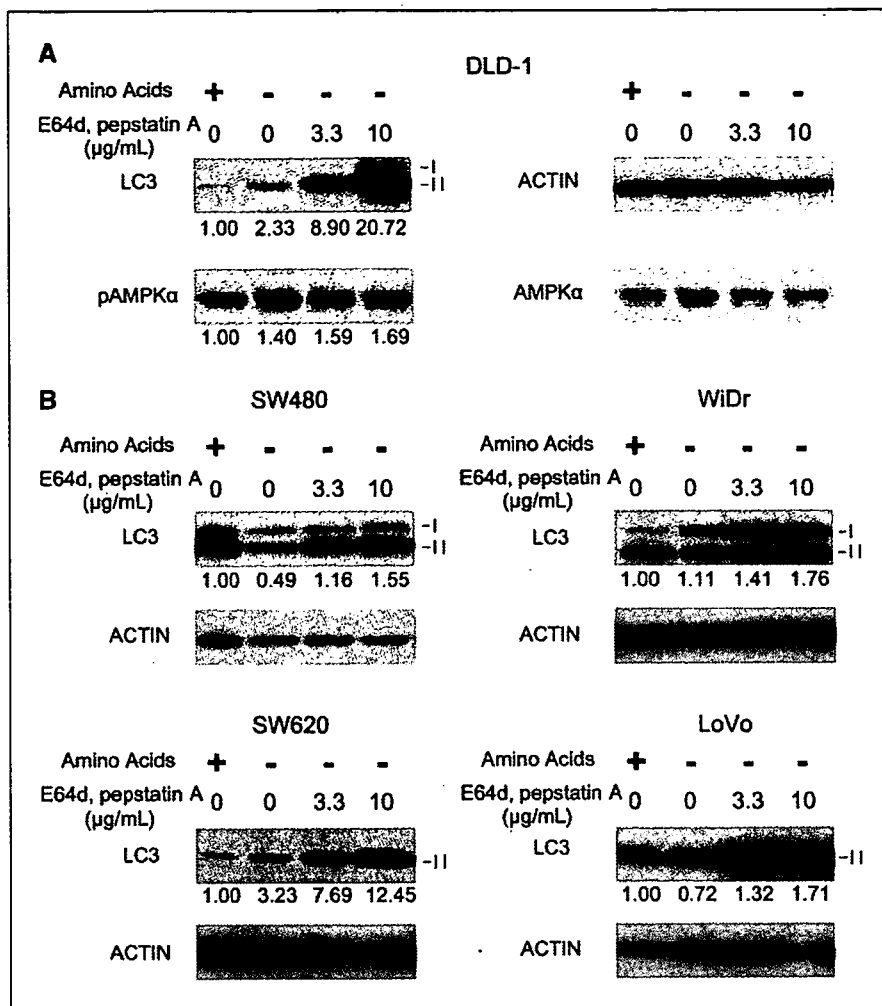 A
DLD-1
Amino Acids + - - -
E64d, pepstatin A (µg/mL) 0 0 3.3 10
LC3 -I -II
1.00 2.33 8.90 20.72
pAMPKα
1.00 1.40 1.59 1.69
+ - - -
0 0 3.3 10
ACTIN
AMPKα
B
SW480
Amino Acids + - - -
E64d, pepstatin A (µg/mL) 0 0 3.3 10
LC3 -I -II
1.00 0.49 1.16 1.55
ACTIN
WiDr
Amino Acids + - - -
E64d, pepstatin A (µg/mL) 0 0 3.3 10
LC3 -I -II
1.00 1.11 1.41 1.76
ACTIN
SW620
Amino Acids + - - -
E64d, pepstatin A (µg/mL) 0 0 3.3 10
LC3 -II
1.00 3.23 7.69 12.45
ACTIN
LoVo
Amino Acids + - - -
E64d, pepstatin A (µg/mL) 0 0 3.3 10
LC3 -II
1.00 0.72 1.32 1.71
ACTIN